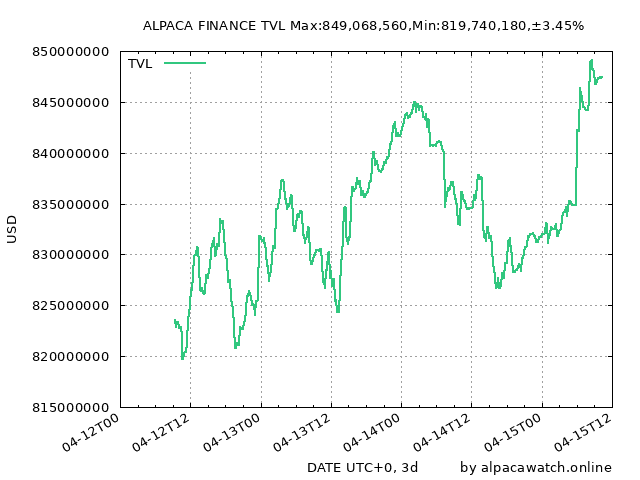 ALPACA FINANCE TVL Max:849,068,560,Min:819,740,180,±3.45%
850000000
TVL
845000000
840000000
835000000
USD
830000000
825000000
820000000
815000000
04-12T00 04-12T12 04-13T00 04-13T12 04-14T00 04-14T12 04-15T00 04-15T12
DATE UTC+0, 3d by alpacawatch.online